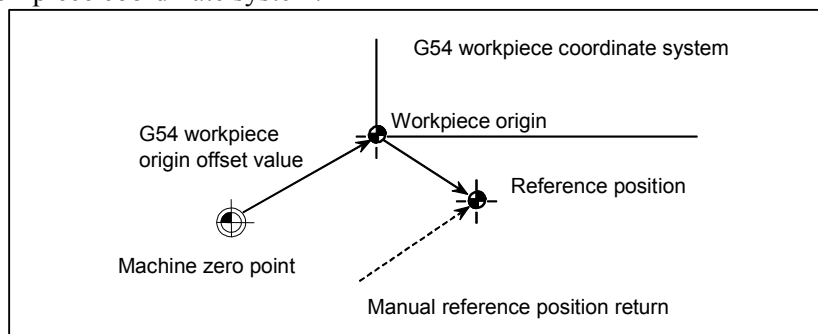 G54 workpiece coordinate system
Workpiece origin
G54 workpiece
origin offset value
Reference position
Machine zero point
Manual reference position return